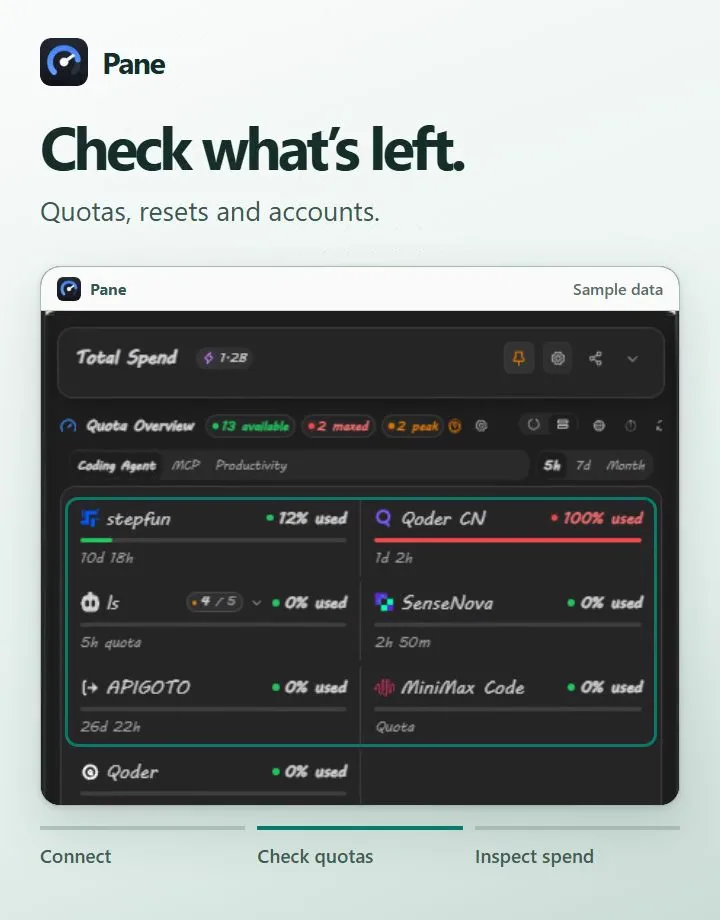 Pane
Check what's left.
Quotas, resets and accounts.
Pane
Sample data
Total Spend
1·2B
Quota Overview
13 available
2 maxed
2 peak
Coding Agent
MCP
Productivity
5h
7d
Month
stepfun
12% used
10d 18h
Qoder CN
100% used
1d 2h
ls
4 / 5
0% used
5h quota
SenseNova
0% used
2h 50m
APIGOTO
0% used
26d 22h
MiniMax Code
0% used
Quota
Qoder
0% used
Connect
Check quotas
Inspect spend